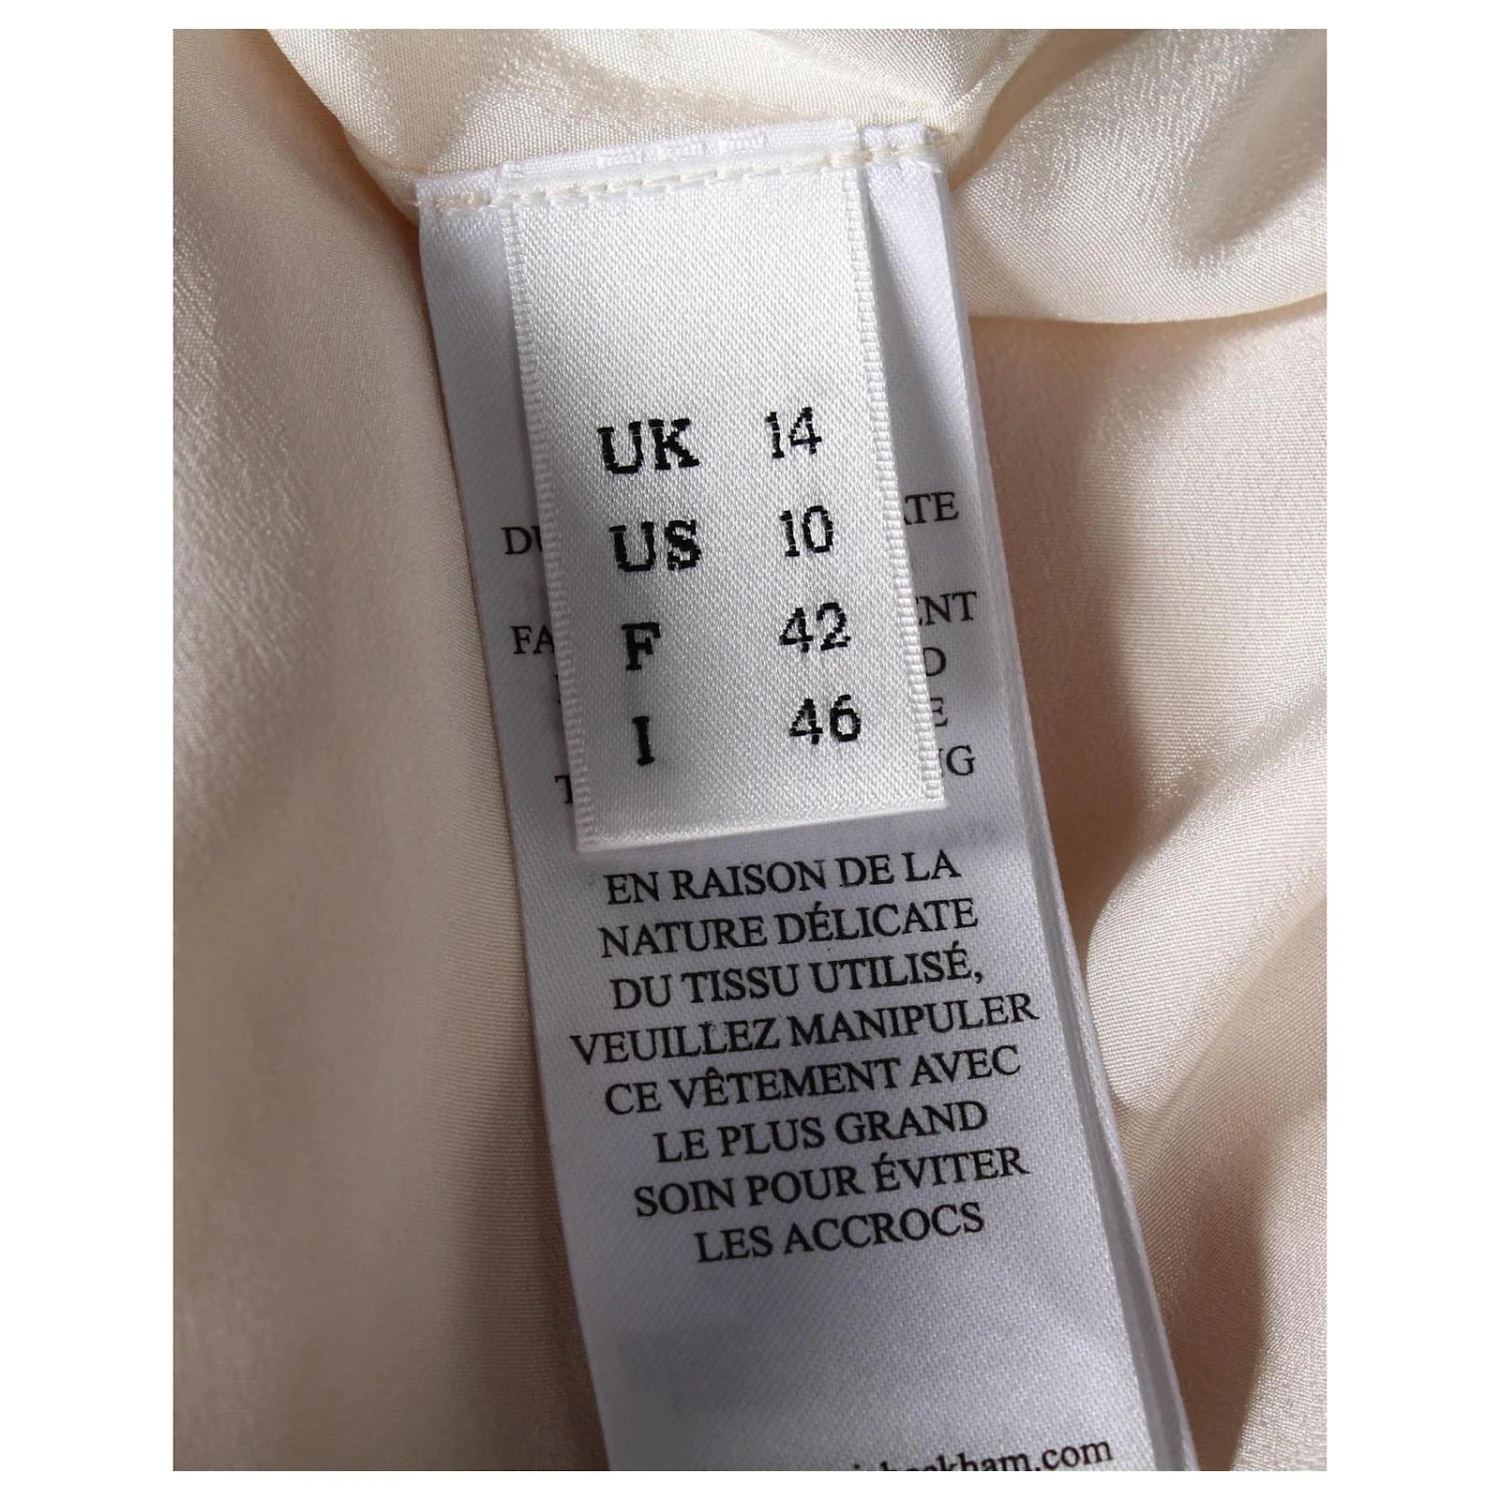 UK 14
US 10
F 42
I 46
EN RAISON DE LA
NATURE DÉLICATE
DU TISSU UTILISÉ,
VEUILLEZ MANIPULER
CE VÊTEMENT AVEC
LE PLUS GRAND
SOIN POUR ÉVITER
LES ACCROCS